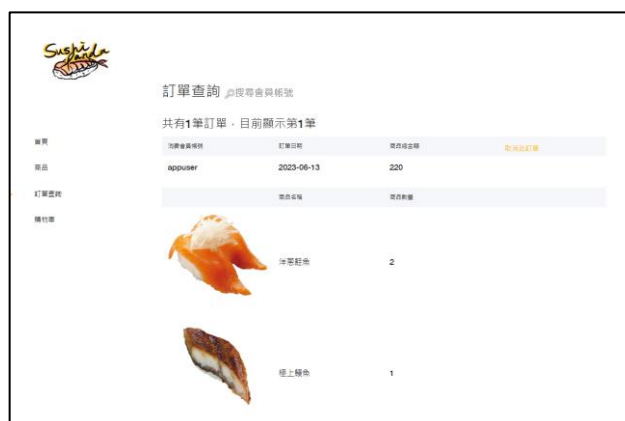 Sushi Panda
訂單查詢 搜尋會員帳號
共有1筆訂單，目前顯示第1筆
首頁
商品
訂單查詢
購物車
消費會員帳號 訂單日期 商品總金額 取消此訂單
appuser 2023-06-13 220
商品名稱 商品數量
洋蔥鮭魚 2
極上鰻魚 1